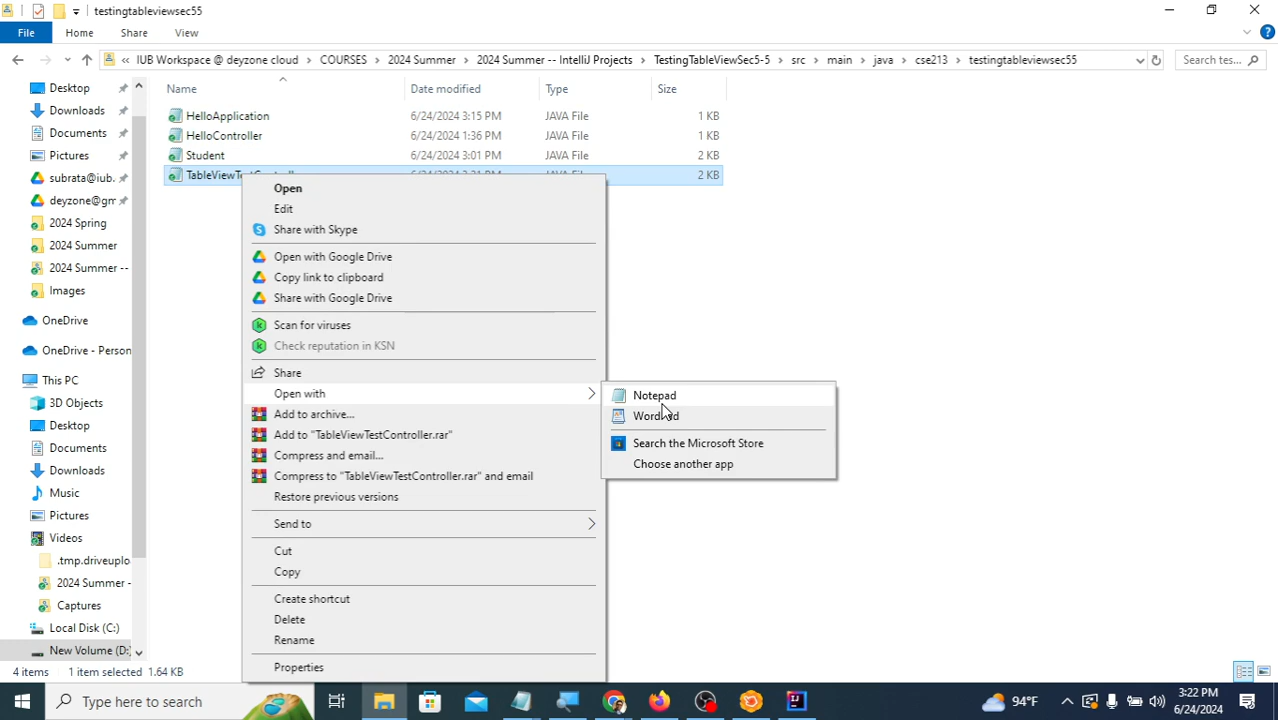 testingtableviewsec55
File
Home
Share
View
« IUB Workspace @ deyzone cloud > COURSES > 2024 Summer > 2024 Summer -- IntelliJ Projects > TestingTableViewSec5-5 > src > main > java > cse213 > testingtableviewsec55
Search tes...
Name
Date modified
Type
Size
HelloApplication 6/24/2024 3:15 PM JAVA File 1 KB
HelloController 6/24/2024 1:36 PM JAVA File 1 KB
Student 6/24/2024 3:01 PM JAVA File 2 KB
2 KB
Desktop
Downloads
Documents
Pictures
subrata@iub.
deyzone@gm
2024 Spring
2024 Summer
2024 Summer --
Images
OneDrive
OneDrive - Person
This PC
3D Objects
Desktop
Documents
Downloads
Music
Pictures
Videos
.tmp.driveuplo
2024 Summer -
Captures
Local Disk (C:)
New Volume (D:
Open
Edit
Share with Skype
Open with Google Drive
Copy link to clipboard
Share with Google Drive
Scan for viruses
Check reputation in KSN
Share
Open with
Add to archive...
Add to "TableViewTestController.rar"
Compress and email...
Compress to "TableViewTestController.rar" and email
Restore previous versions
Send to
Cut
Copy
Create shortcut
Delete
Rename
Properties
Notepad
Search the Microsoft Store
Choose another app
4 items 1 item selected 1.64 KB
Type here to search
94°F
3:22 PM
6/24/2024